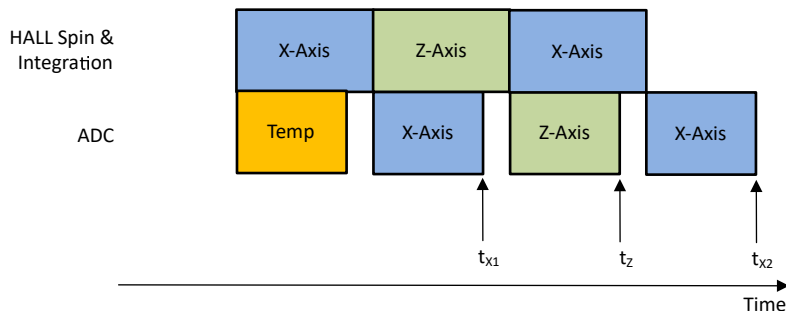 HALL Spin &
Integration
X-Axis
Z-Axis
X-Axis
ADC
Temp
X-Axis
Z-Axis
X-Axis
tX1
tZ
tX2
Time